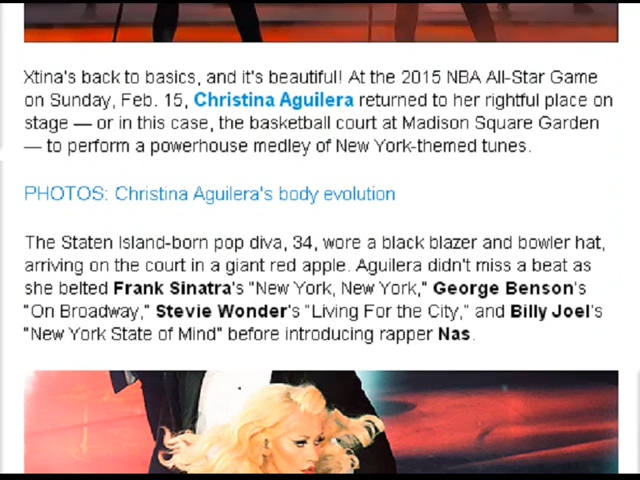 Xtina's back to basics, and it's beautiful! At the 2015 NBA All-Star Game
on Sunday, Feb. 15, Christina Aguilera returned to her rightful place on
stage — or in this case, the basketball court at Madison Square Garden
— to perform a powerhouse medley of New York-themed tunes.
PHOTOS: Christina Aguilera's body evolution
The Staten Island-born pop diva, 34, wore a black blazer and bowler hat,
arriving on the court in a giant red apple. Aguilera didn't miss a beat as
she belted Frank Sinatra's "New York, New York," George Benson's
"On Broadway," Stevie Wonder's "Living For the City," and Billy Joel's
"New York State of Mind" before introducing rapper Nas.